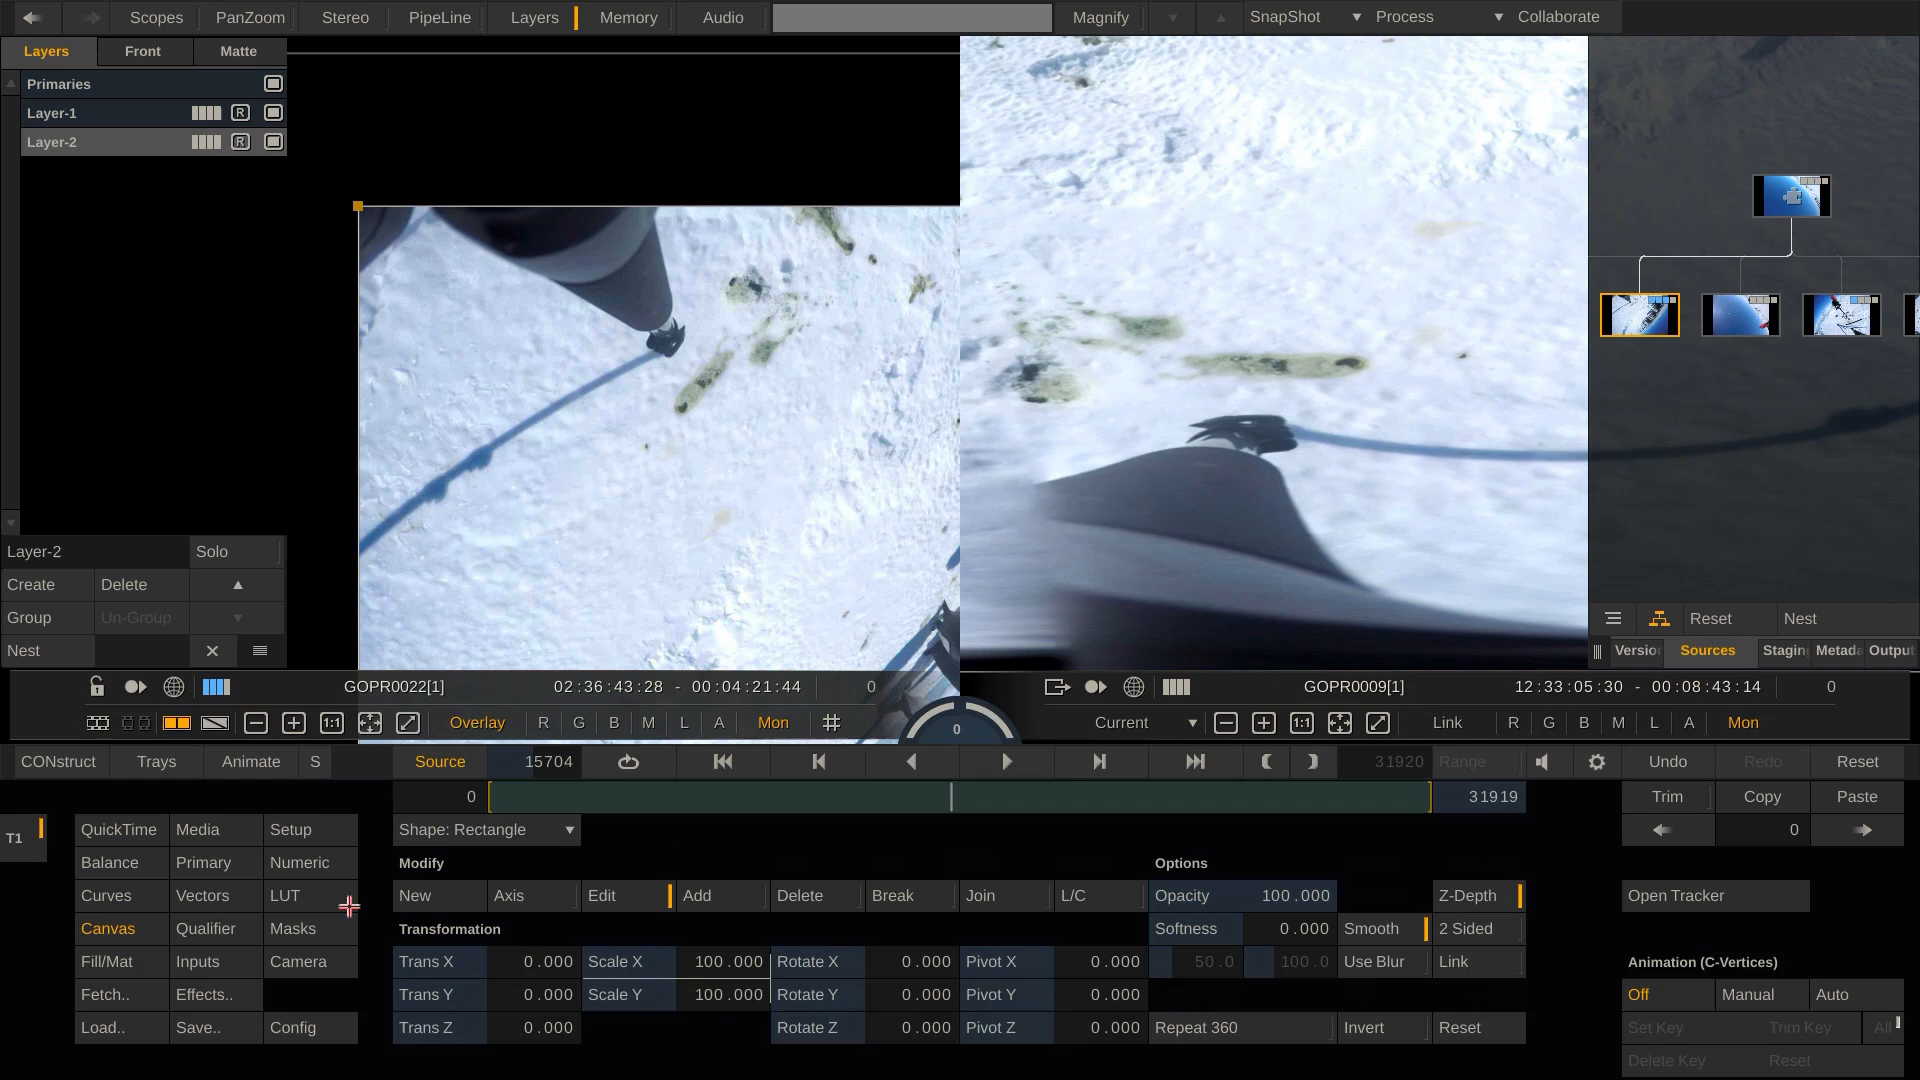 Scopes PanZoom Stereo PipeLine Layers Memory Audio Magnify SnapShot Process Collaborate
Layers Front Matte
Primaries
Layer-1 R
Layer-2 R
Layer-2 Solo
Create Delete
Group Un-Group
Nest
Reset Nest
Sources
GOPR0022[1] 02:36:43:28 - 00:04:21:44 0
GOPR0009[1] 12:33:05:30 - 00:08:43:14 0
1:1 Overlay R G B M L A Mon
0
Current 1:1 Link R G B M L A Mon
CONstruct Trays Animate S Source 15704 31920 Range Undo Redo Reset
0 31919 Trim Copy Paste
T1
QuickTime Media Setup Shape: Rectangle 0
Balance Primary Numeric Modify Options
Curves Vectors LUT New Axis Edit Add Delete Break Join L/C Opacity 100.000 Z-Depth Open Tracker
Canvas Qualifier Masks Transformation Softness 0.000 Smooth 2 Sided
Fill/Mat Inputs Camera Trans X 0.000 Scale X 100.000 Rotate X 0.000 Pivot X 0.000 50.0 100.0 Use Blur Link Animation (C-Vertices)
Fetch.. Effects.. Trans Y 0.000 Scale Y 100.000 Rotate Y 0.000 Pivot Y 0.000 Off Manual Auto
Load.. Save.. Config Trans Z 0.000 Rotate Z 0.000 Pivot Z 0.000 Repeat 360 Invert Reset Set Key Trim Key All
Delete Key Reset